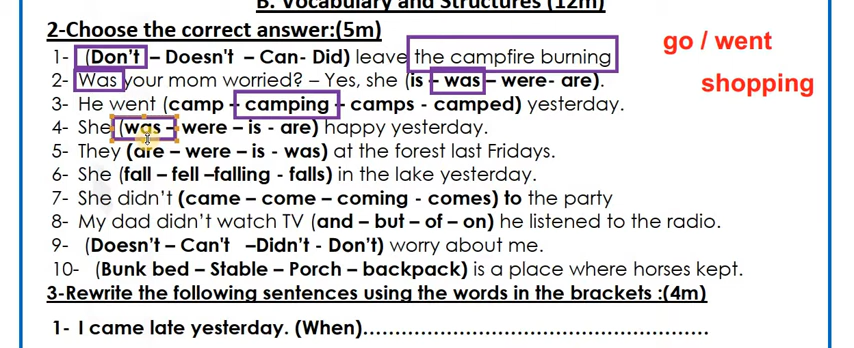 B. Vocabulary and Structures (12m)
2-Choose the correct answer:(5m)
1- (Don't – Doesn't – Can- Did) leave the campfire burning
2- Was your mom worried? – Yes, she (is – was – were- are).
3- He went (camp - camping - camps - camped) yesterday.
4- She (was – were – is - are) happy yesterday.
5- They (are – were – is - was) at the forest last Fridays.
6- She (fall – fell –falling - falls) in the lake yesterday.
7- She didn't (came – come – coming - comes) to the party
8- My dad didn't watch TV (and – but – of – on) he listened to the radio.
9- (Doesn't – Can't –Didn't - Don't) worry about me.
10- (Bunk bed – Stable – Porch – backpack) is a place where horses kept.
3-Rewrite the following sentences using the words in the brackets :(4m)
1- I came late yesterday. (When)……………………………………………………
go / went
shopping